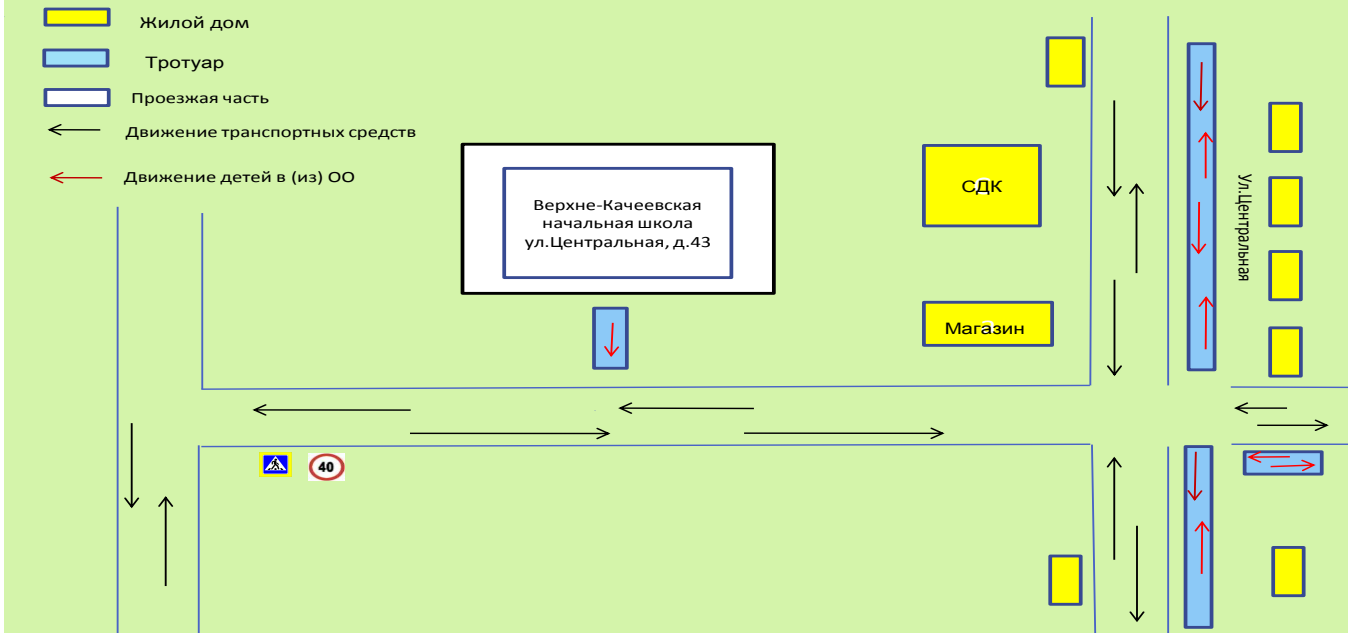 Жилой дом
Тротуар
Проезжая часть
Движение транспортных средств
Движение детей в (из) ОО
Верхне-Качеевская
начальная школа
ул.Центральная, д.43
СДК
Магазин
Ул.Центральная
40